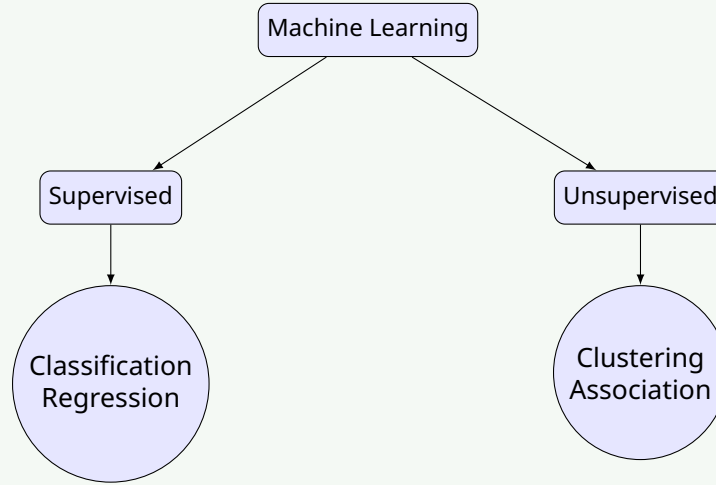 Machine Learning
Supervised
Unsupervised
Classification
Regression
Clustering
Association